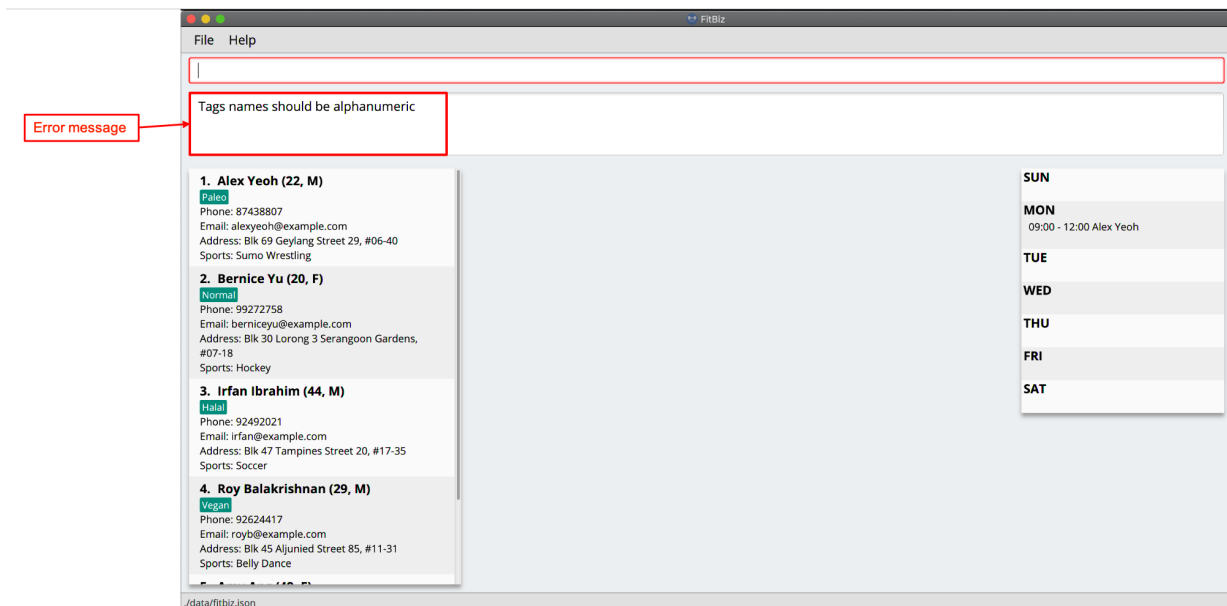 FitBiz
File Help
Tags names should be alphanumeric
Error message
1. Alex Yeoh (22, M)
Paleo
Phone: 87438807
Email: alexyeoh@example.com
Address: Blk 69 Geylang Street 29, #06-40
Sports: Sumo Wrestling
2. Bernice Yu (20, F)
Normal
Phone: 99272758
Email: berniceyu@example.com
Address: Blk 30 Lorong 3 Serangoon Gardens,
#07-18
Sports: Hockey
3. Irfan Ibrahim (44, M)
Halal
Phone: 92492021
Email: irfan@example.com
Address: Blk 47 Tampines Street 20, #17-35
Sports: Soccer
4. Roy Balakrishnan (29, M)
Vegan
Phone: 92624417
Email: royb@example.com
Address: Blk 45 Aljunied Street 85, #11-31
Sports: Belly Dance
SUN
MON
09:00 - 12:00 Alex Yeoh
TUE
WED
THU
FRI
SAT
./data/fitbiz.json